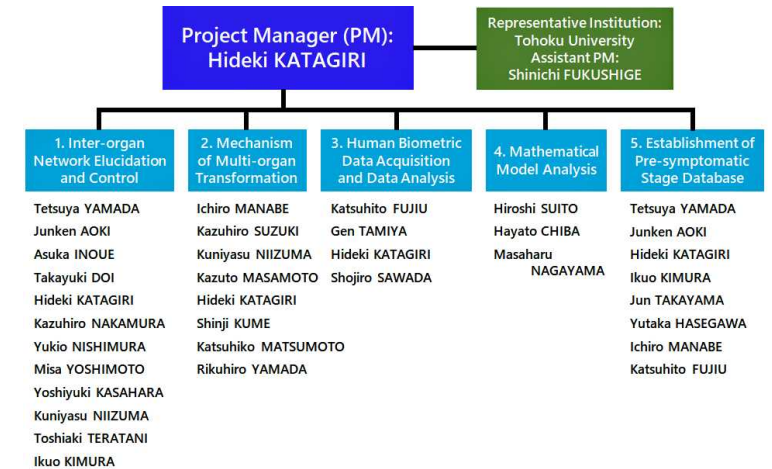 Project Manager (PM):
Hideki KATAGIRI
Representative Institution:
Tohoku University
Assistant PM:
Shinichi FUKUSHIGE
1. Inter-organ
Network Elucidation
and Control
Tetsuya YAMADA
Junken AOKI
Asuka INOUE
Takayuki DOI
Hideki KATAGIRI
Kazuhiro NAKAMURA
Yukio NISHIMURA
Misa YOSHIMOTO
Yoshiyuki KASAHARA
Kuniyasu NIIZUMA
Toshiaki TERATANI
Ikuo KIMURA
2. Mechanism
of Multi-organ
Transformation
Ichiro MANABE
Kazuhiro SUZUKI
Kuniyasu NIIZUMA
Kazuto MASAMOTO
Hideki KATAGIRI
Shinji KUME
Katsuhiko MATSUMOTO
Rikuhiro YAMADA
3. Human Biometric
Data Acquisition
and Data Analysis
Katsuhito FUJIU
Gen TAMIYA
Hideki KATAGIRI
Shojiro SAWADA
4. Mathematical
Model Analysis
Hiroshi SUITO
Hayato CHIBA
Masaharu
NAGAYAMA
5. Establishment of
Pre-symptomatic
Stage Database
Tetsuya YAMADA
Junken AOKI
Hideki KATAGIRI
Ikuo KIMURA
Jun TAKAYAMA
Yutaka HASEGAWA
Ichiro MANABE
Katsuhito FUJIU